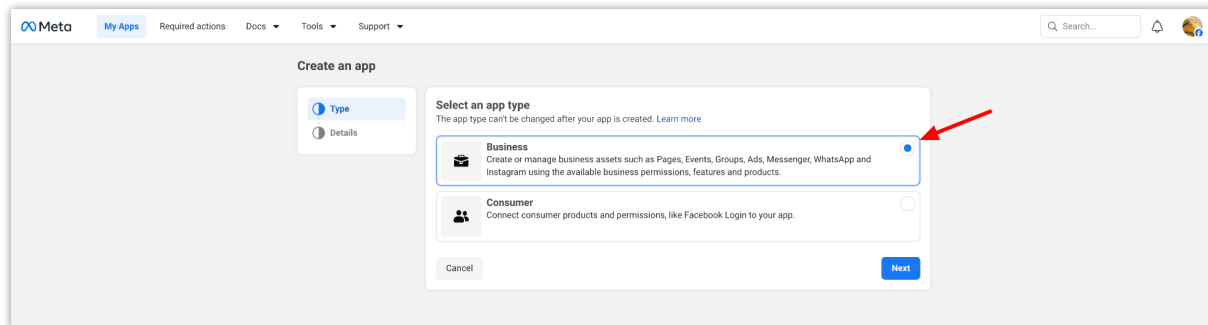 Meta My Apps Required actions Docs Tools Support Search...
Create an app
Type
Details
Select an app type
The app type can't be changed after your app is created. Learn more
Business
Create or manage business assets such as Pages, Events, Groups, Ads, Messenger, WhatsApp and
Instagram using the available business permissions, features and products.
Consumer
Connect consumer products and permissions, like Facebook Login to your app.
Cancel Next